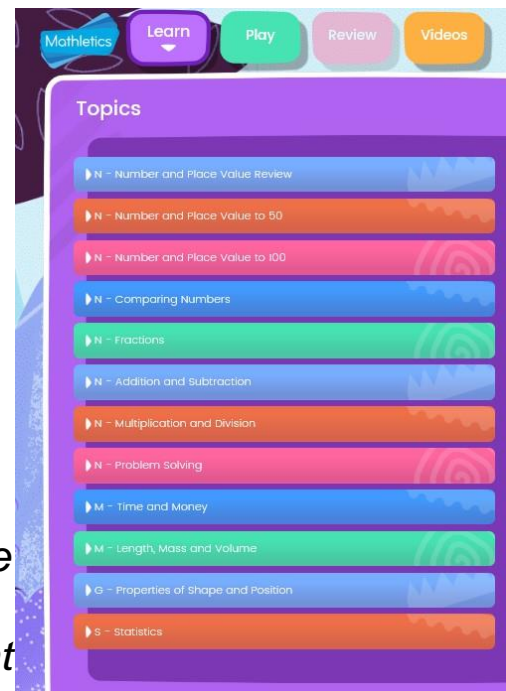 Mathletics
Learn
Play
Review
Videos
Topics
N - Number and Place Value Review
N - Number and Place Value to 50
N - Number and Place Value to 100
N - Comparing Numbers
N - Fractions
N - Addition and Subtraction
N - Multiplication and Division
N - Problem Solving
M - Time and Money
e
M - Length, Mass and Volume
G - Properties of Shape and Position
S - Statistics
t